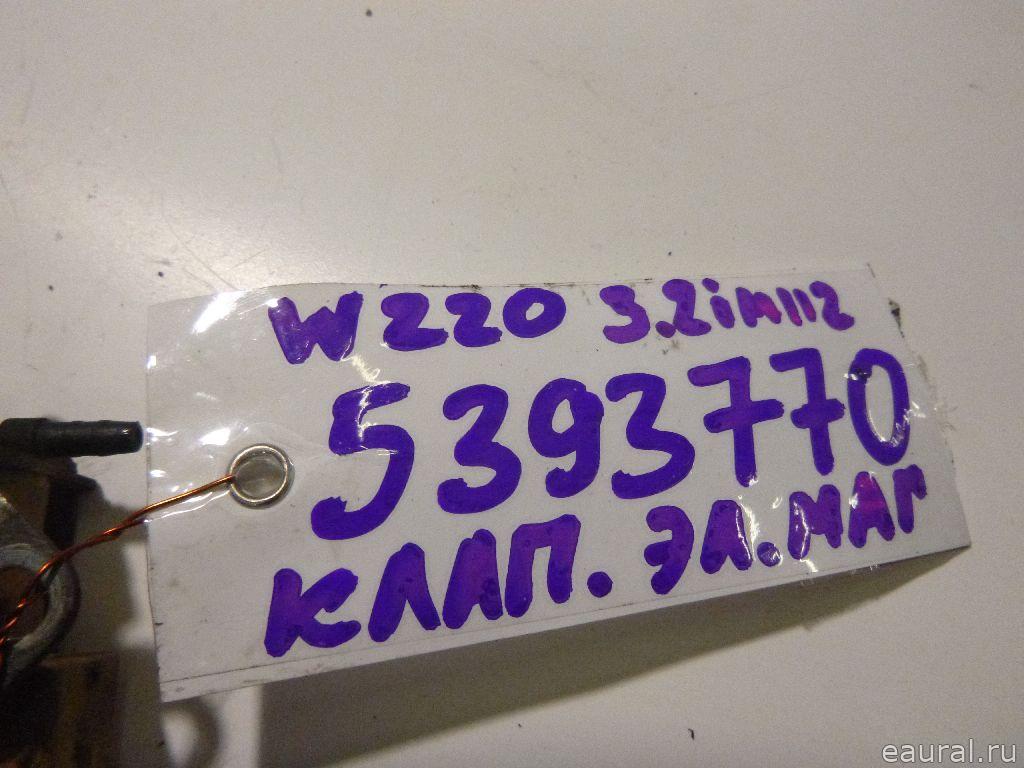 W220 3.2i M112
5393770
КЛАП. ЭЛ. МАГ
eaural.ru